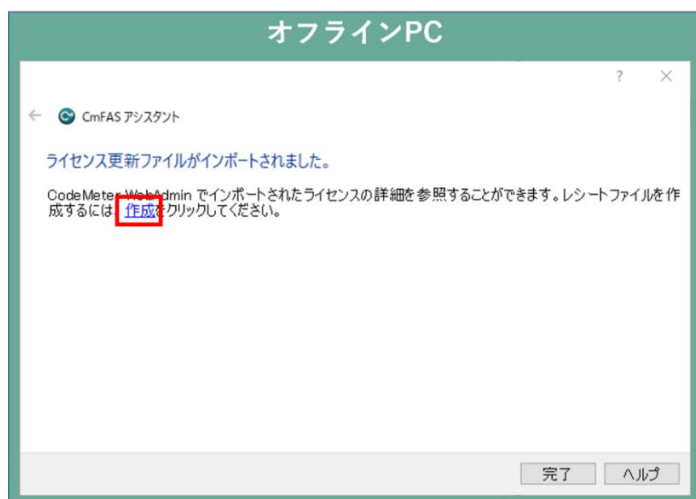 オフラインPC
? ×
← CmFAS アシスタント
ライセンス更新ファイルがインポートされました。
CodeMeter WebAdmin でインポートされたライセンスの詳細を参照することができます。レシートファイルを作
成するには、作成をクリックしてください。
完了 ヘルプ